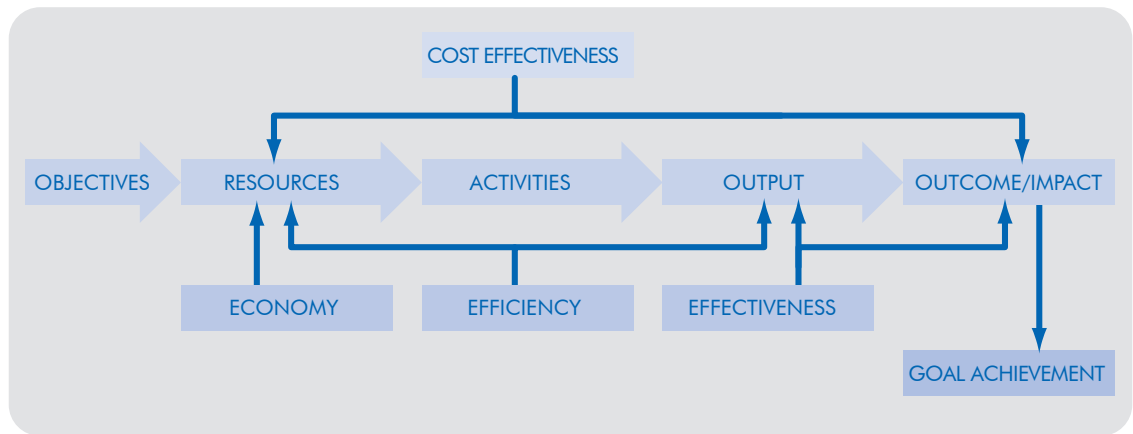 COST EFFECTIVENESS
OBJECTIVES
RESOURCES
ACTIVITIES
OUTPUT
OUTCOME/IMPACT
ECONOMY
EFFICIENCY
EFFECTIVENESS
GOAL ACHIEVEMENT